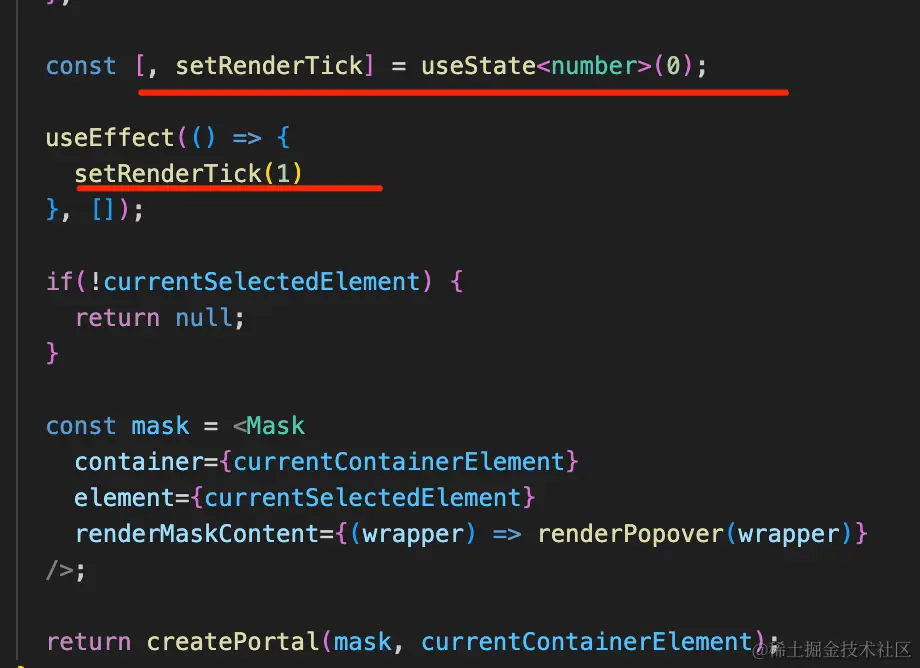 },
const [, setRenderTick] = useState<number>(0);
useEffect(() => {
setRenderTick(1)
}, []);
if(!currentSelectedElement) {
return null;
}
const mask = <Mask
container={currentContainerElement}
element={currentSelectedElement}
renderMaskContent={(wrapper) => renderPopover(wrapper)}
/>;
return createPortal(mask, currentContainerElement);
@稀土掘金技术社区